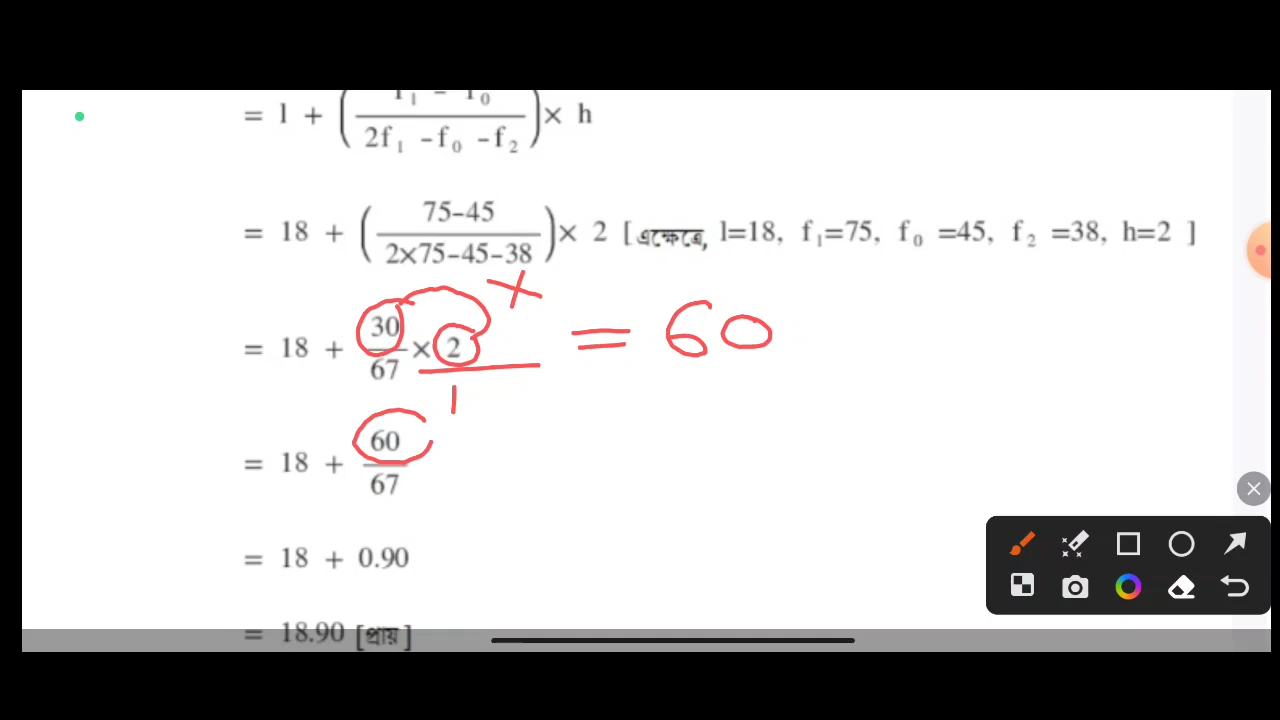 = l + (f₁ - f₀ / 2f₁ - f₀ - f₂) × h
= 18 + (75-45 / 2×75-45-38) × 2 [ এক্ষেত্রে, l=18, f₁=75, f₀ =45, f₂ =38, h=2 ]
= 18 + 30/67 × 2 = 60
×
1
= 18 + 60/67
= 18 + 0.90
= 18.90 [প্রায়]